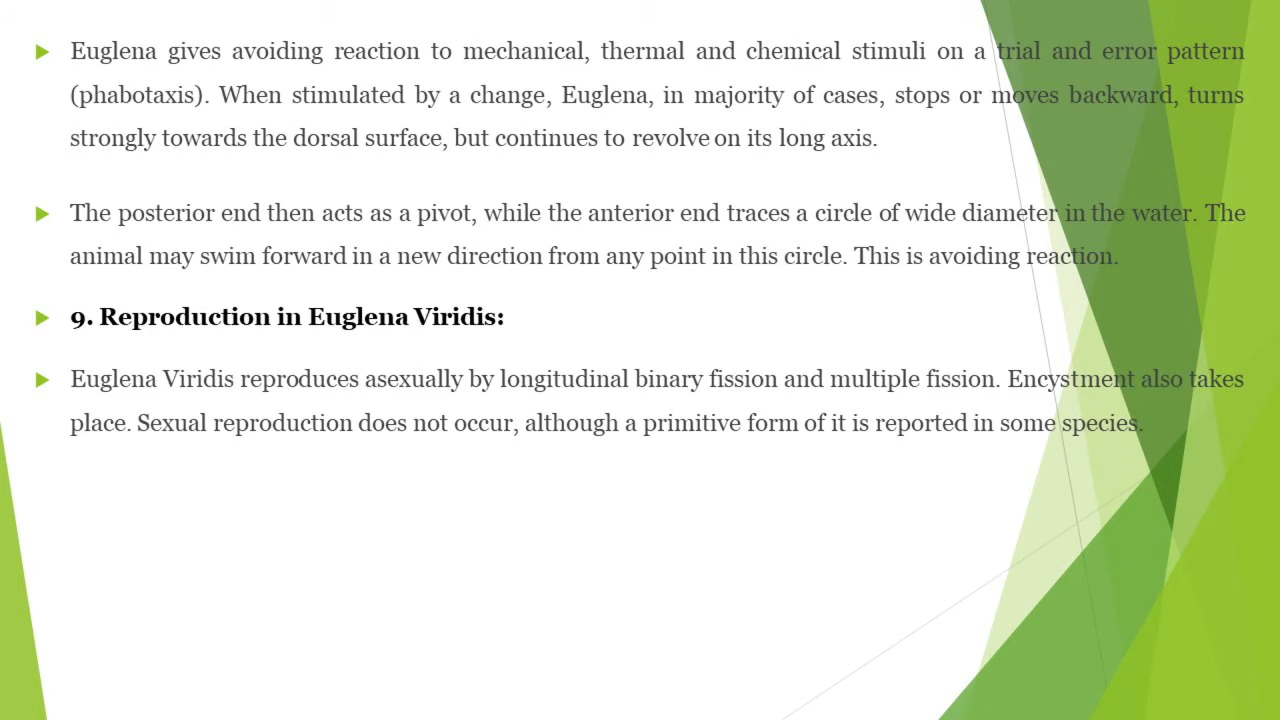 Euglena gives avoiding reaction to mechanical, thermal and chemical stimuli on a trial and error pattern
(phabotaxis). When stimulated by a change, Euglena, in majority of cases, stops or moves backward, turns
strongly towards the dorsal surface, but continues to revolve on its long axis.
The posterior end then acts as a pivot, while the anterior end traces a circle of wide diameter in the water. The
animal may swim forward in a new direction from any point in this circle. This is avoiding reaction.
9. Reproduction in Euglena Viridis:
Euglena Viridis reproduces asexually by longitudinal binary fission and multiple fission. Encystment also takes
place. Sexual reproduction does not occur, although a primitive form of it is reported in some species.